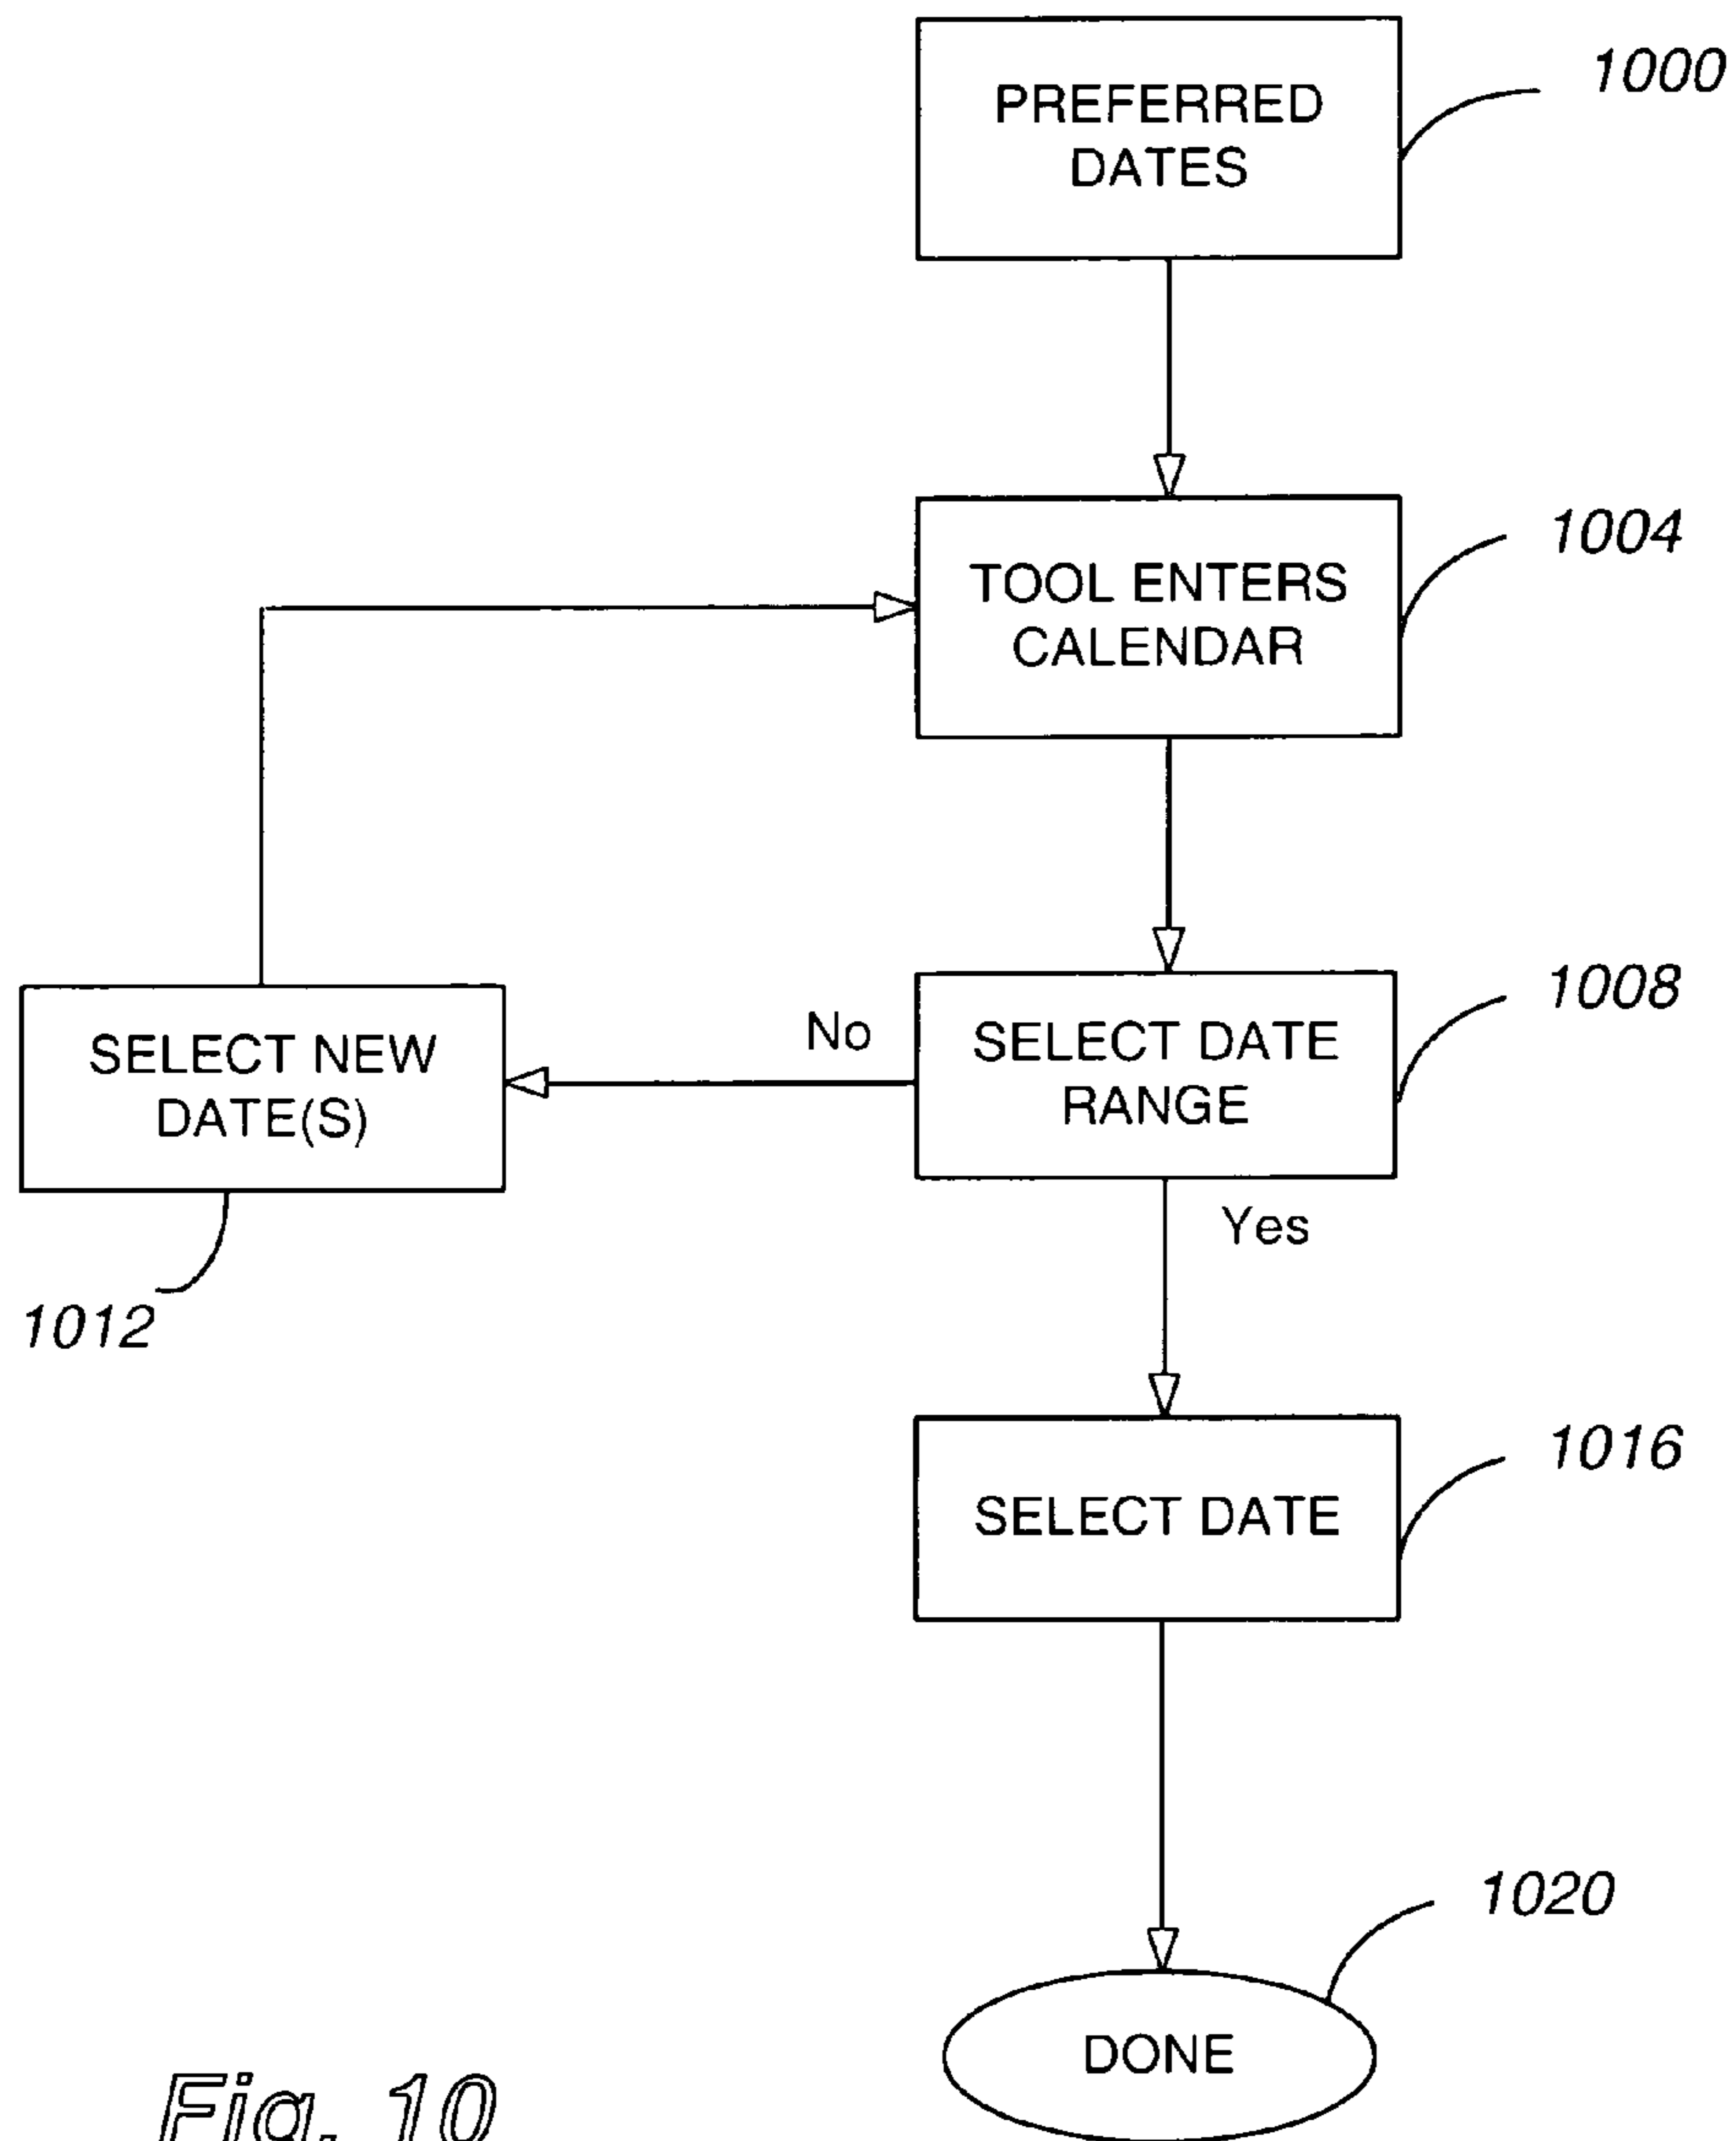 PREFERRED
DATES
1000
TOOL ENTERS
CALENDAR
1004
SELECT DATE
RANGE
1008
No
SELECT NEW
DATE(S)
1012
Yes
SELECT DATE
1016
DONE
1020
Fig. 10